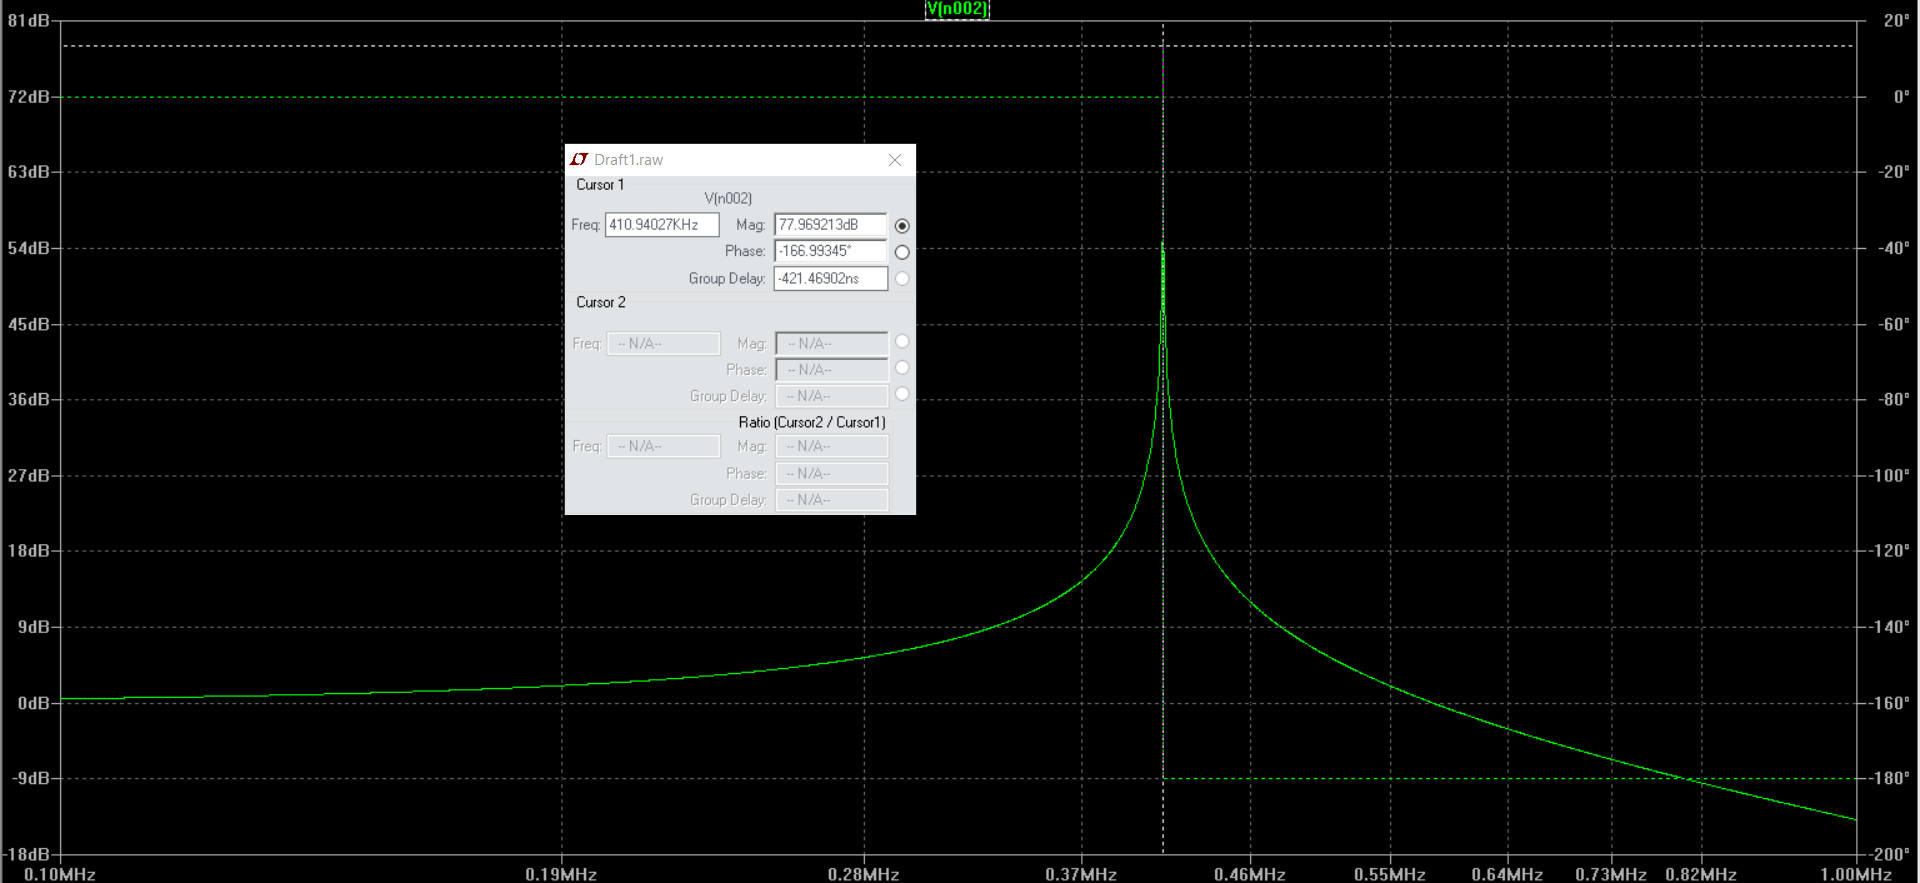 V(n002)
81dB
72dB
63dB
54dB
45dB
36dB
27dB
18dB
9dB
0dB
-9dB
-18dB
Draft1.raw
Cursor 1
V(n002)
Freq: 410.94027KHz Mag: 77.969213dB
Phase: -166.99345°
Group Delay: -421.46902ns
Cursor 2
Freq: -- N/A-- Mag: -- N/A--
Phase: -- N/A--
Group Delay: -- N/A--
Ratio (Cursor2 / Cursor1)
Freq: -- N/A-- Mag: -- N/A--
Phase: -- N/A--
Group Delay: -- N/A--
20°
0°
-20°
-40°
-60°
-80°
-100°
-120°
-140°
-160°
-180°
-200°
0.10MHz 0.19MHz 0.28MHz 0.37MHz 0.46MHz 0.55MHz 0.64MHz 0.73MHz 0.82MHz 1.00MHz